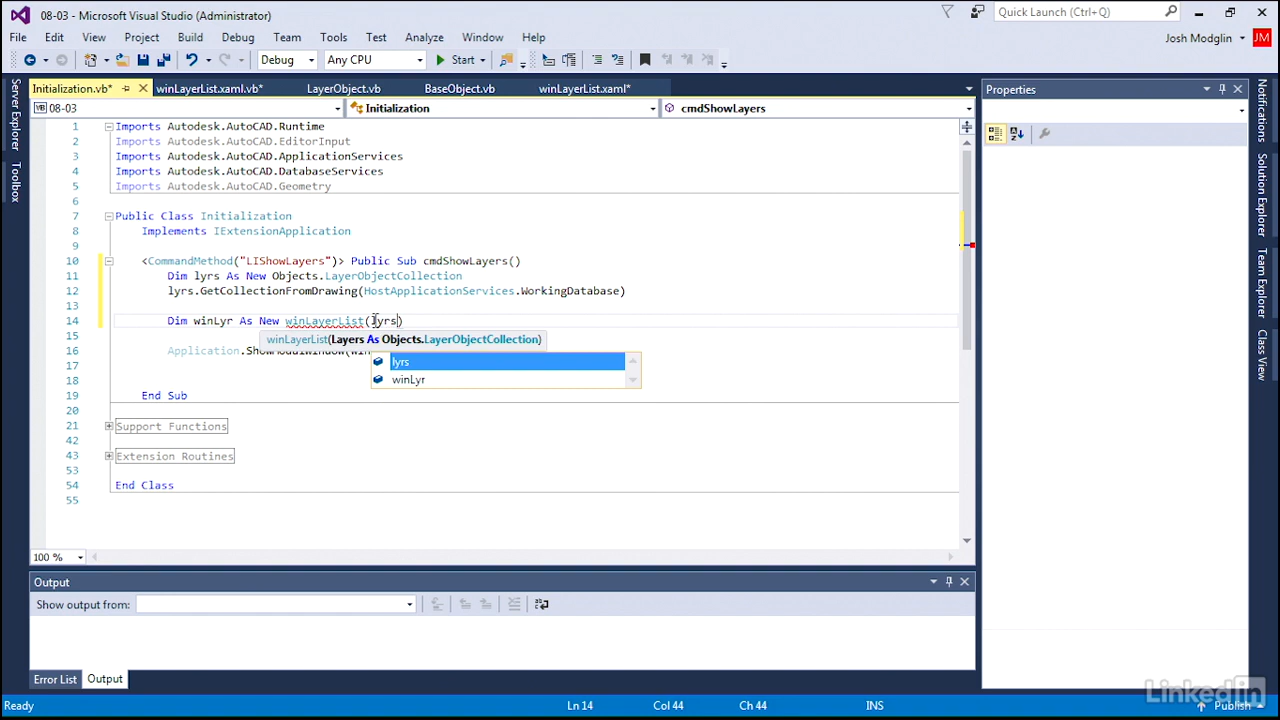 08-03 - Microsoft Visual Studio (Administrator)
Quick Launch (Ctrl+Q)
File Edit View Project Build Debug Team Tools Test Analyze Window Help
Josh Modglin JM
Debug Any CPU Start
Initialization.vb* winLayerList.xaml.vb* LayerObject.vb BaseObject.vb winLayerList.xaml*
Properties
08-03 Initialization cmdShowLayers
Server Explorer
Toolbox
Notifications
Solution Explorer
Team Explorer
Class View
1 Imports Autodesk.AutoCAD.Runtime
2 Imports Autodesk.AutoCAD.EditorInput
3 Imports Autodesk.AutoCAD.ApplicationServices
4 Imports Autodesk.AutoCAD.DatabaseServices
5 Imports Autodesk.AutoCAD.Geometry
6
7 Public Class Initialization
8 Implements IExtensionApplication
9
10 <CommandMethod("LIShowLayers")> Public Sub cmdShowLayers()
11 Dim lyrs As New Objects.LayerObjectCollection
12 lyrs.GetCollectionFromDrawing(HostApplicationServices.WorkingDatabase)
13
14 Dim winLyr As New winLayerList(lyrs)
15 winLayerList(Layers As Objects.LayerObjectCollection)
16 Application.ShowModalWindow(
lyrs
17
18 winLyr
19 End Sub
20
21 Support Functions
42
43 Extension Routines
53
54 End Class
55
100 %
Output
Show output from:
Error List Output
LinkedIn
Ready Ln 14 Col 44 Ch 44 INS Publish